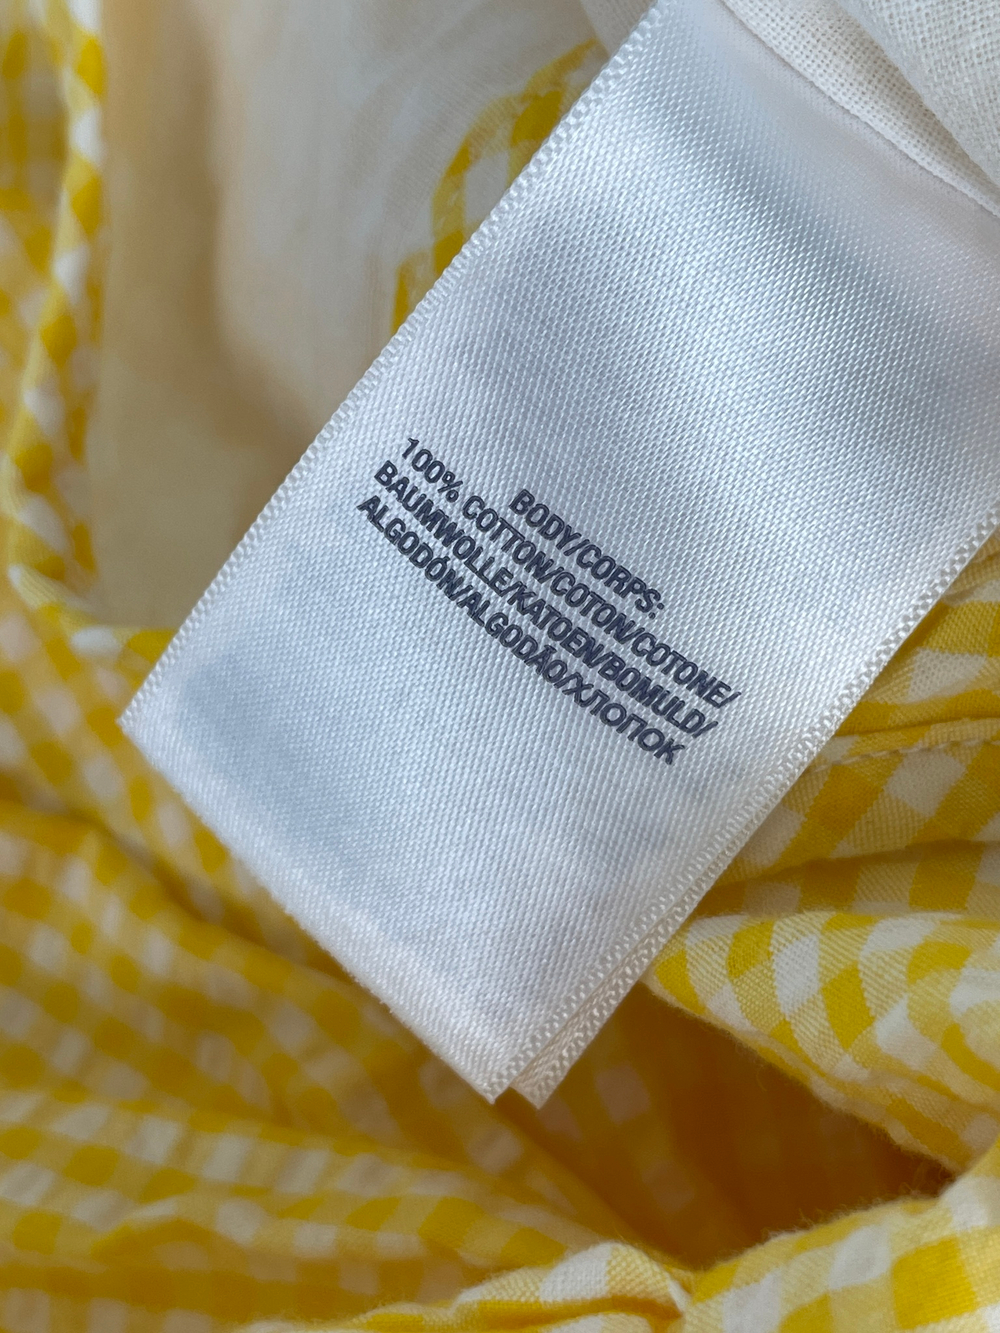 BODY/CORPS:
100% COTTON/COTON/COTONE/
BAUMWOLLE/KATOEN/BOMULD/
ALGODÓN/ALGODÃO/ХЛОПОК